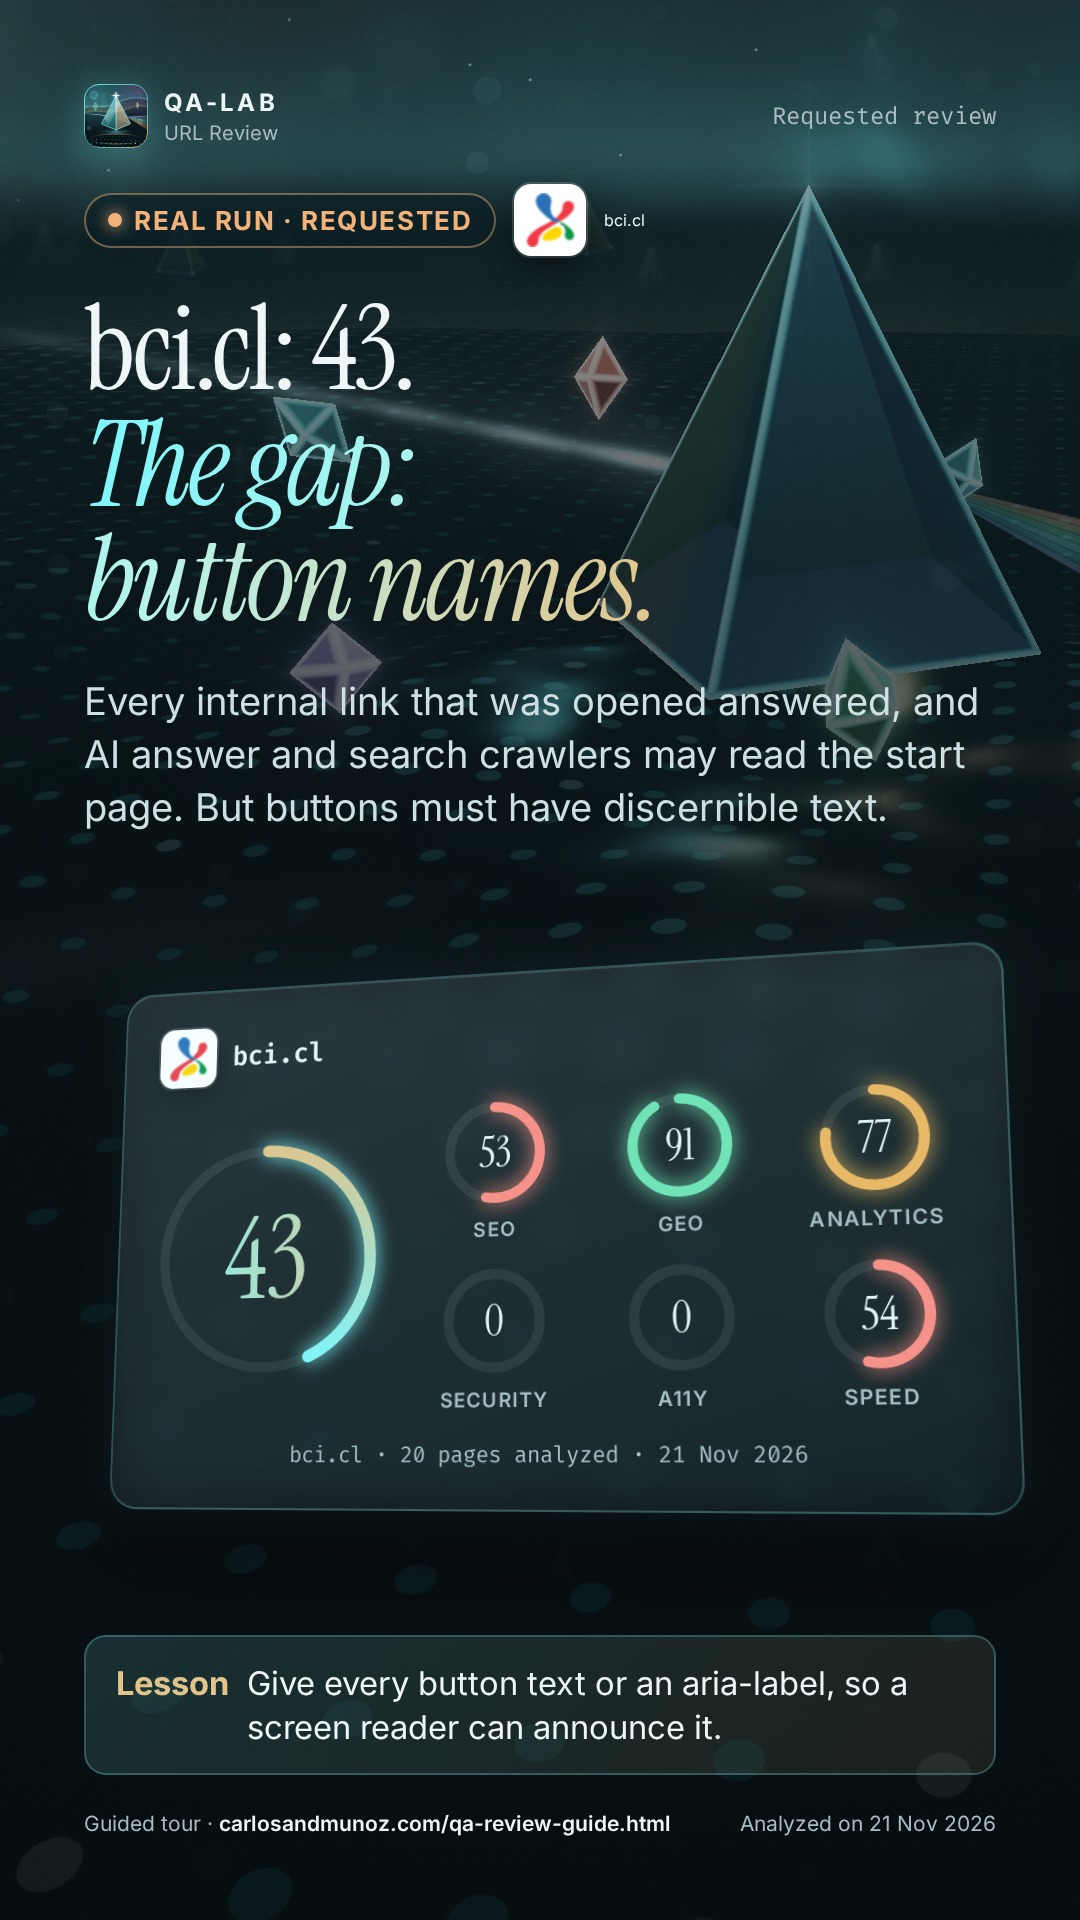 QA-LAB
URL Review
Requested review
REAL RUN · REQUESTED
bci.cl
bci.cl: 43.
The gap:
button names.
Every internal link that was opened answered, and
AI answer and search crawlers may read the start
page. But buttons must have discernible text.
bci.cl
43
53
SEO
91
GEO
77
ANALYTICS
0
SECURITY
0
A11Y
54
SPEED
bci.cl · 20 pages analyzed · 21 Nov 2026
Lesson Give every button text or an aria-label, so a
screen reader can announce it.
Guided tour · carlosandmunoz.com/qa-review-guide.html
Analyzed on 21 Nov 2026